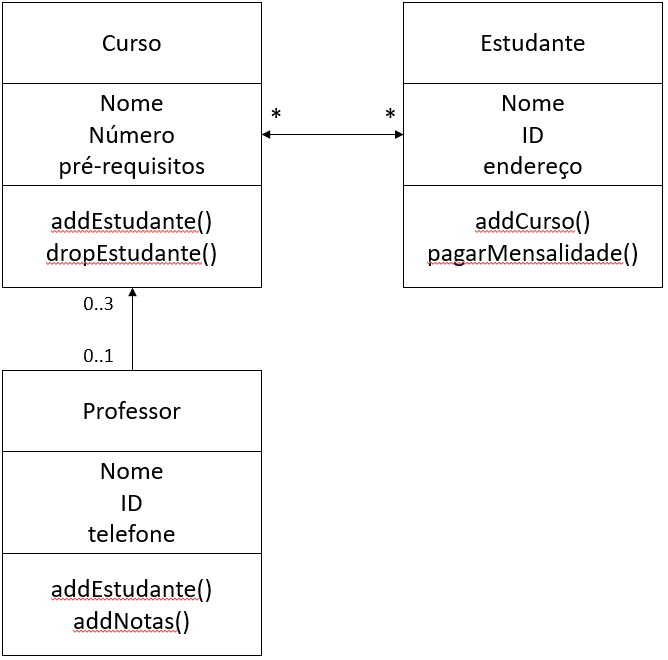 Curso
Nome
Número
pré-requisitos
addEstudante()
dropEstudante()
*
*
Estudante
Nome
ID
endereço
addCurso()
pagarMensalidade()
0..3
0..1
Professor
Nome
ID
telefone
addEstudante()
addNotas()